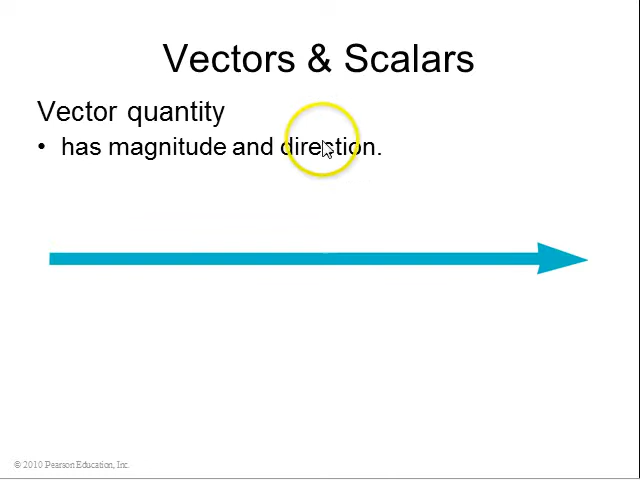 Vectors & Scalars
Vector quantity
• has magnitude and direction.
© 2010 Pearson Education, Inc.